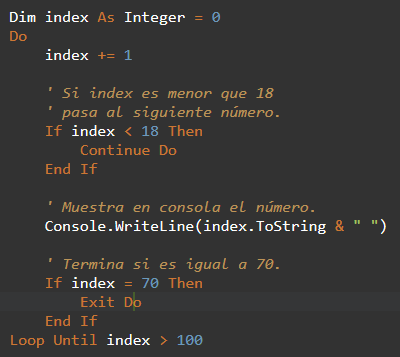 Dim index As Integer = 0
Do
    index += 1

    ' Si index es menor que 18
    ' pasa al siguiente número.
    If index < 18 Then
        Continue Do
    End If

    ' Muestra en consola el número.
    Console.WriteLine(index.ToString & " ")

    ' Termina si es igual a 70.
    If index = 70 Then
        Exit Do
    End If
Loop Until index > 100